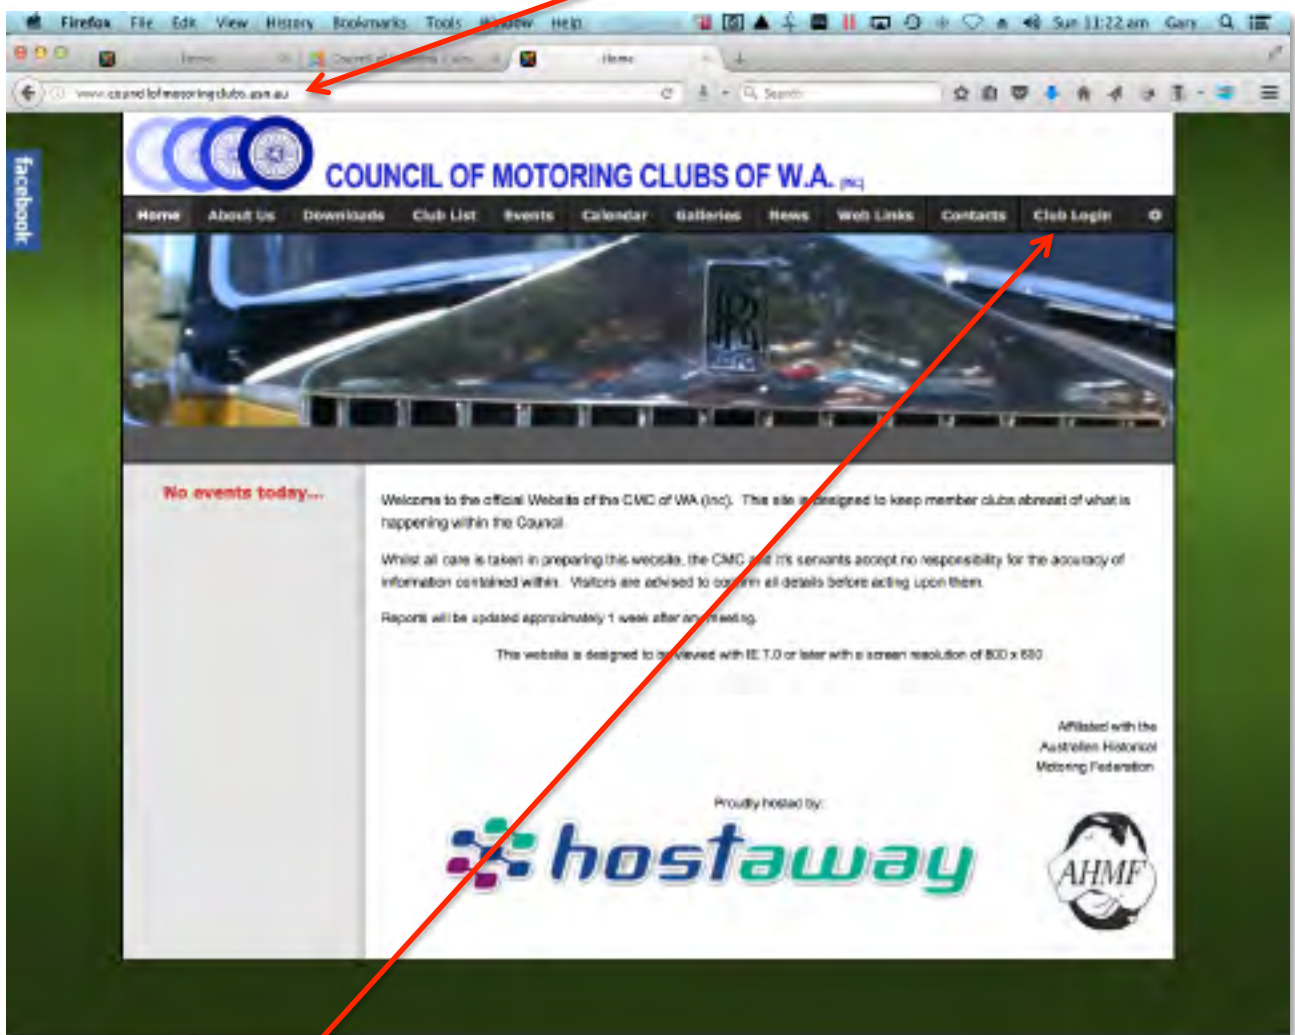 Firefox File Edit View History Bookmarks Tools Window Help Sun 11:22 am Gary
Home
Home
www.councilofmotoringclubs.asn.au
Search
facebook
COUNCIL OF MOTORING CLUBS OF W.A. (INC)
Home About Us Downloads Club List Events Calendar Galleries News Web Links Contacts Club Login
RR
No events today...
Welcome to the official Website of the CMC of WA (Inc). This site is designed to keep member clubs abreast of what is
happening within the Council.
Whilst all care is taken in preparing this website, the CMC and it's servants accept no responsibility for the accuracy of
information contained within. Visitors are advised to confirm all details before acting upon them.
Reports will be updated approximately 1 week after any meeting.
This website is designed to be viewed with IE 7.0 or later with a screen resolution of 800 x 600
Affiliated with the
Australian Historical
Motoring Federation
Proudly hosted by:
hostaway
AHMF